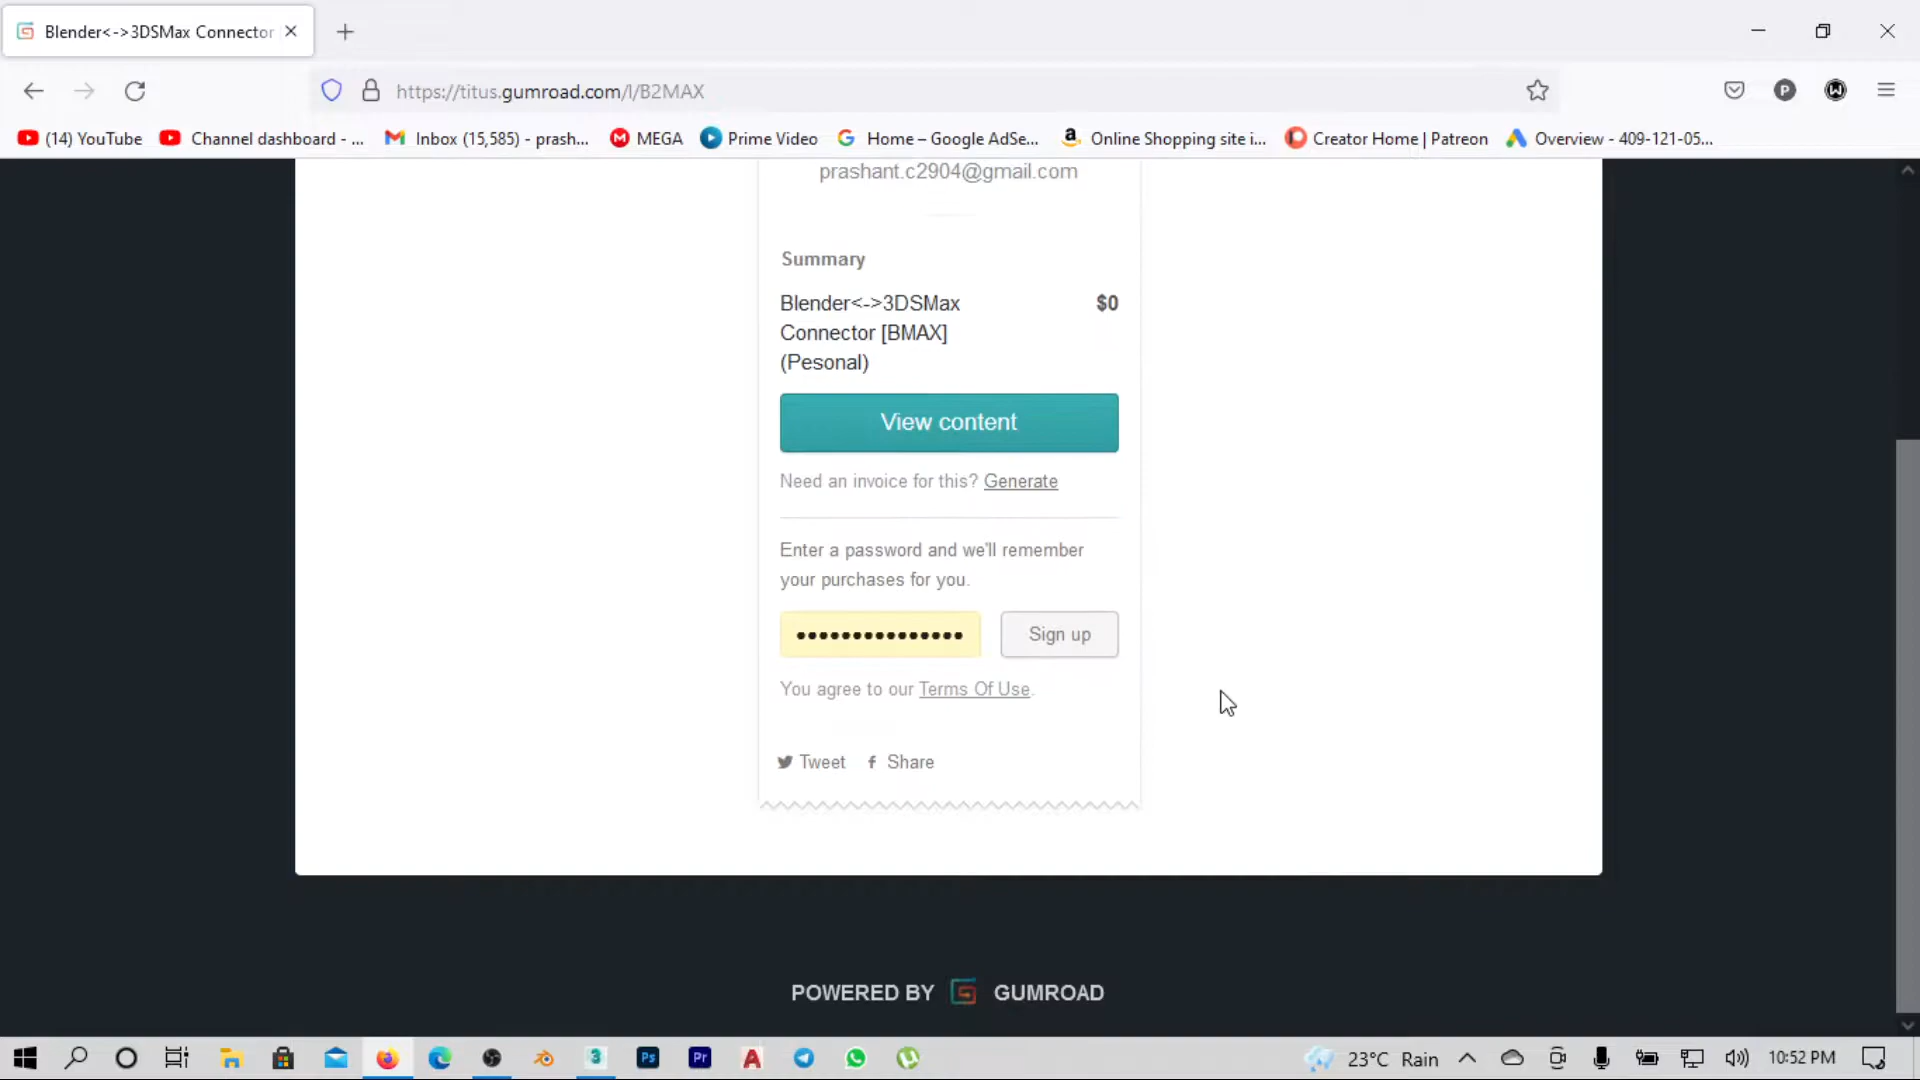 Blender<->3DSMax Connector
https://titus.gumroad.com/l/B2MAX
(14) YouTube
Channel dashboard - ...
Inbox (15,585) - prash...
MEGA
Prime Video
Home – Google AdSe...
Online Shopping site i...
Creator Home | Patreon
Overview - 409-121-05...
prashant.c2904@gmail.com
Summary
Blender<->3DSMax $0
Connector [BMAX]
(Pesonal)
View content
Need an invoice for this? Generate
Enter a password and we'll remember
your purchases for you.
Sign up
You agree to our Terms Of Use.
Tweet Share
POWERED BY GUMROAD
23°C Rain
10:52 PM